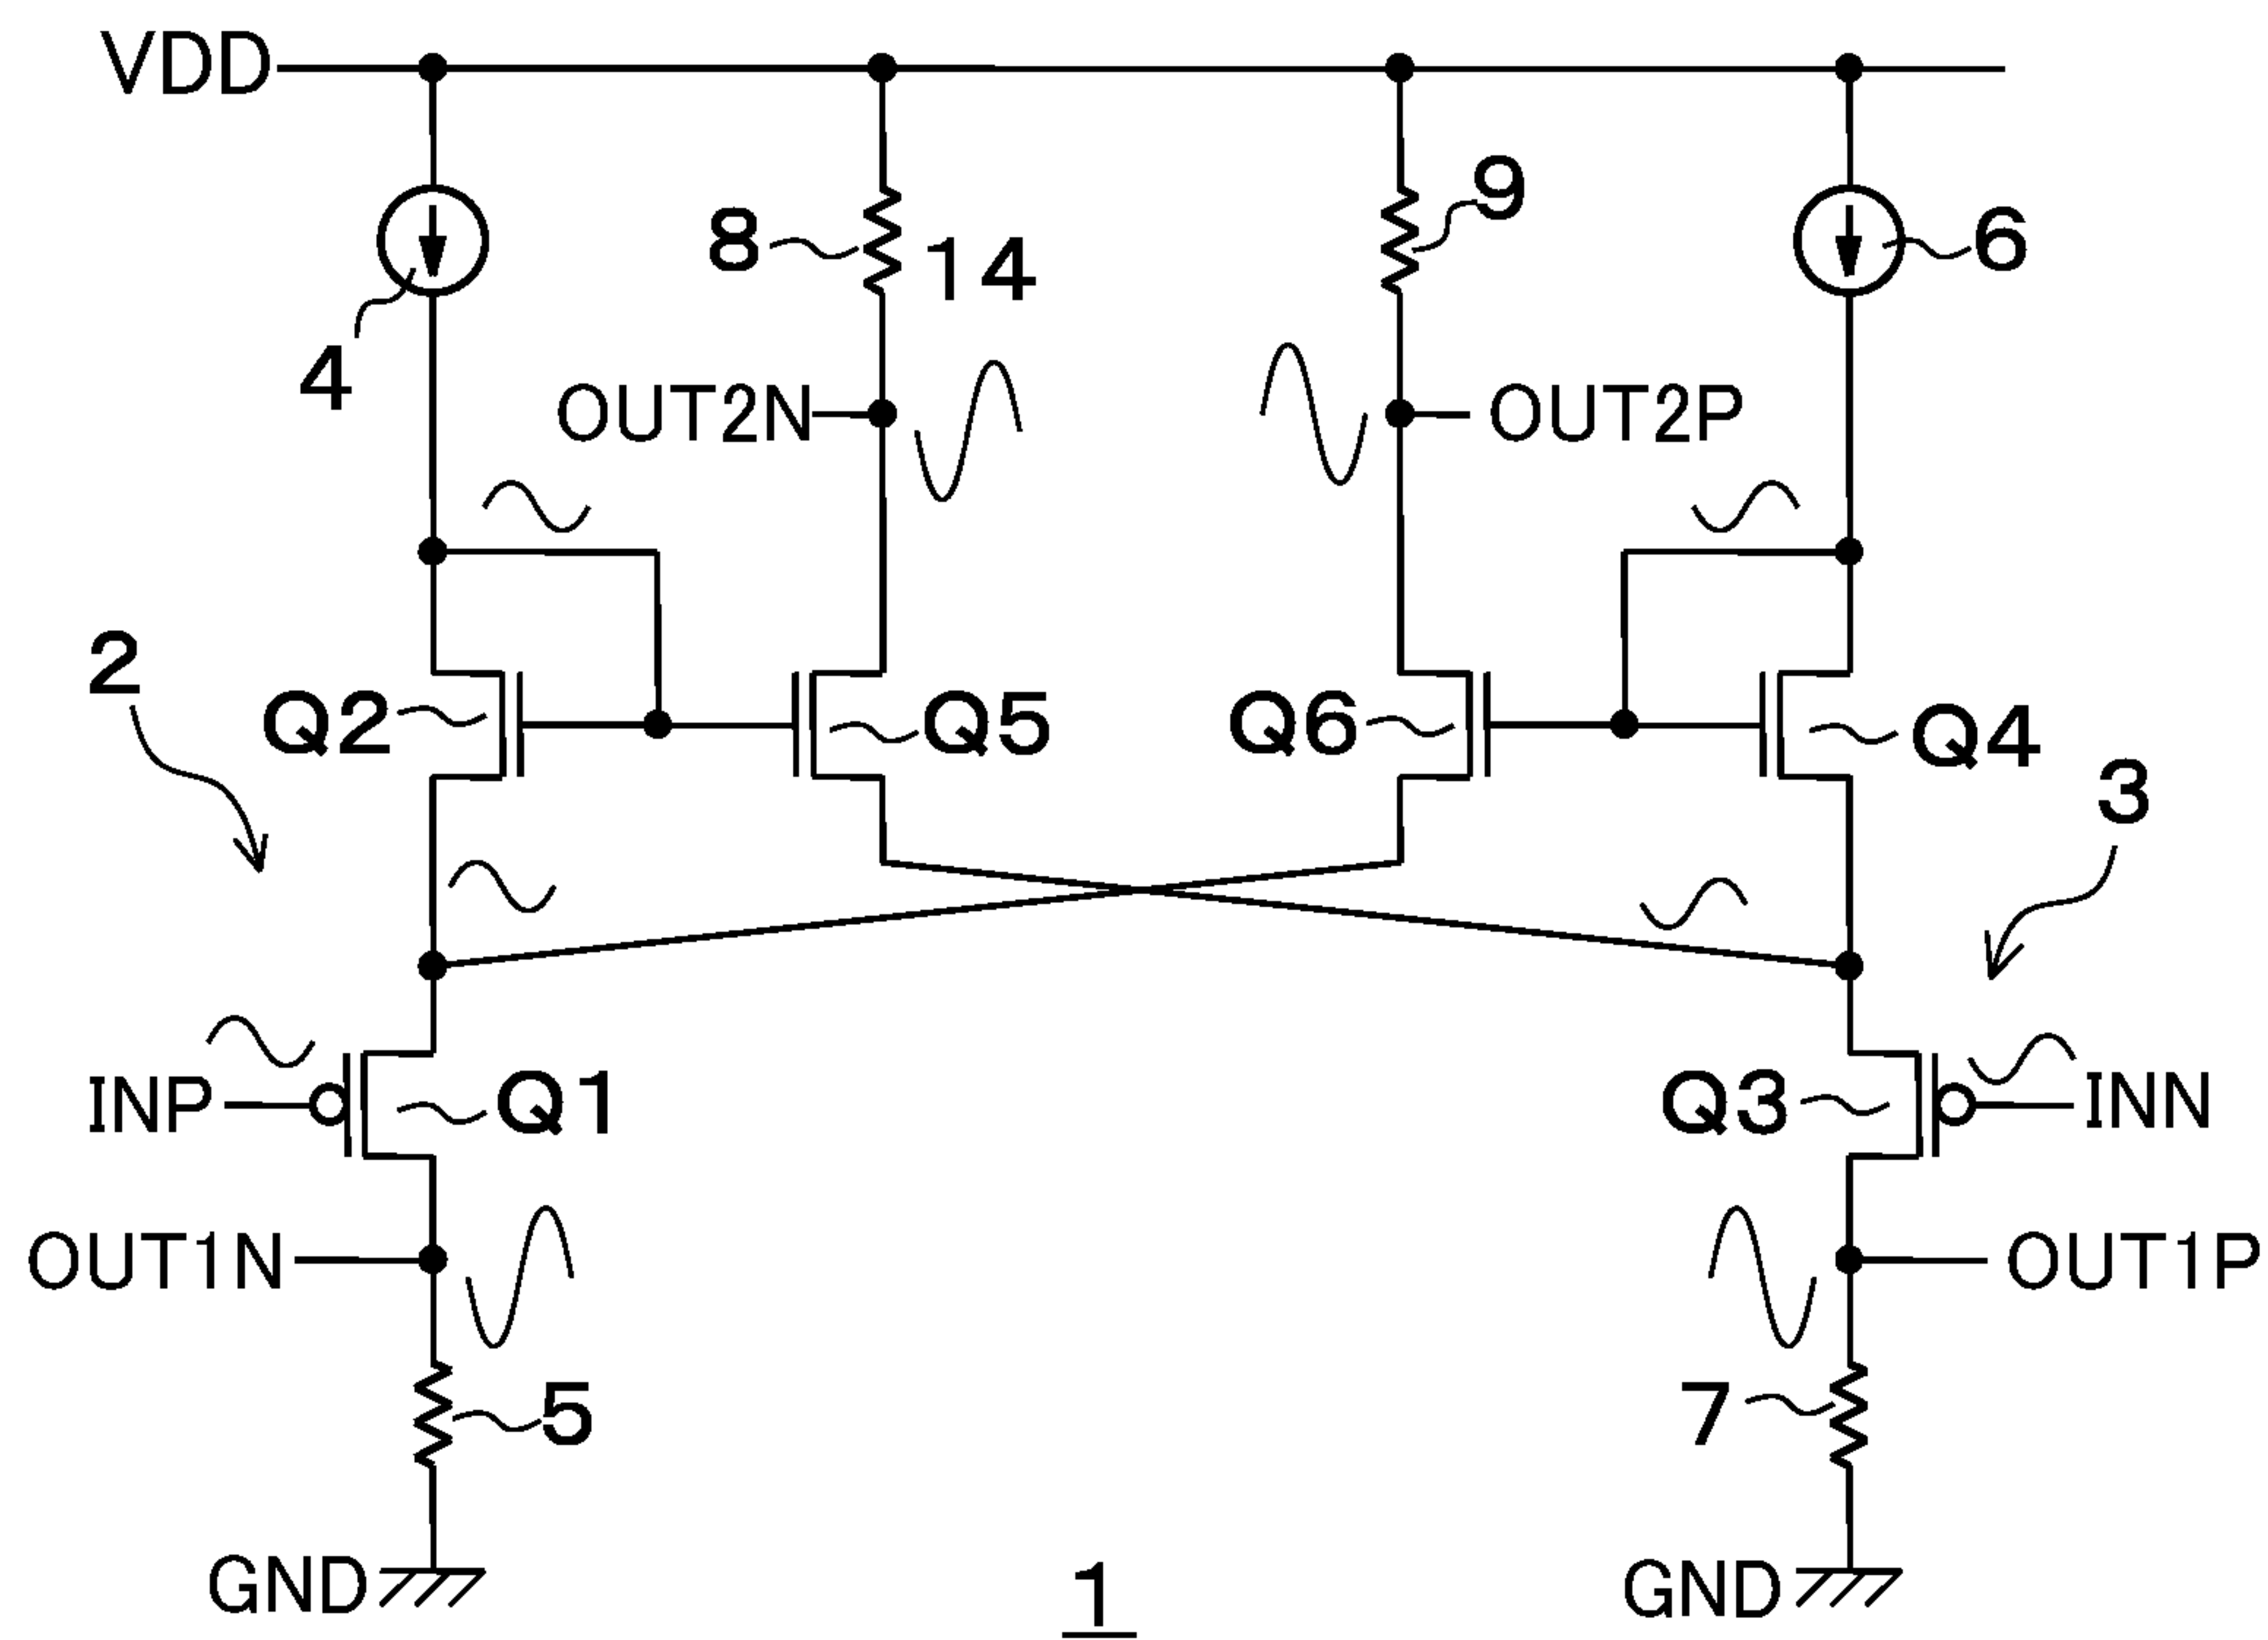 VDD
9
8
6
14
4
OUT2N
OUT2P
2
Q2
Q5
Q6
Q4
3
INP
Q1
Q3
INN
OUT1N
OUT1P
5
7
GND
GND
1